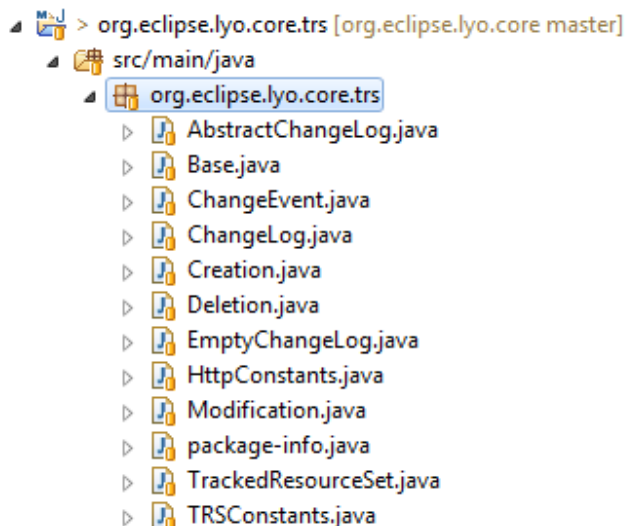 > org.eclipse.lyo.core.trs [org.eclipse.lyo.core master]
src/main/java
org.eclipse.lyo.core.trs
AbstractChangeLog.java
Base.java
ChangeEvent.java
ChangeLog.java
Creation.java
Deletion.java
EmptyChangeLog.java
HttpConstants.java
Modification.java
package-info.java
TrackedResourceSet.java
TRSConstants.java